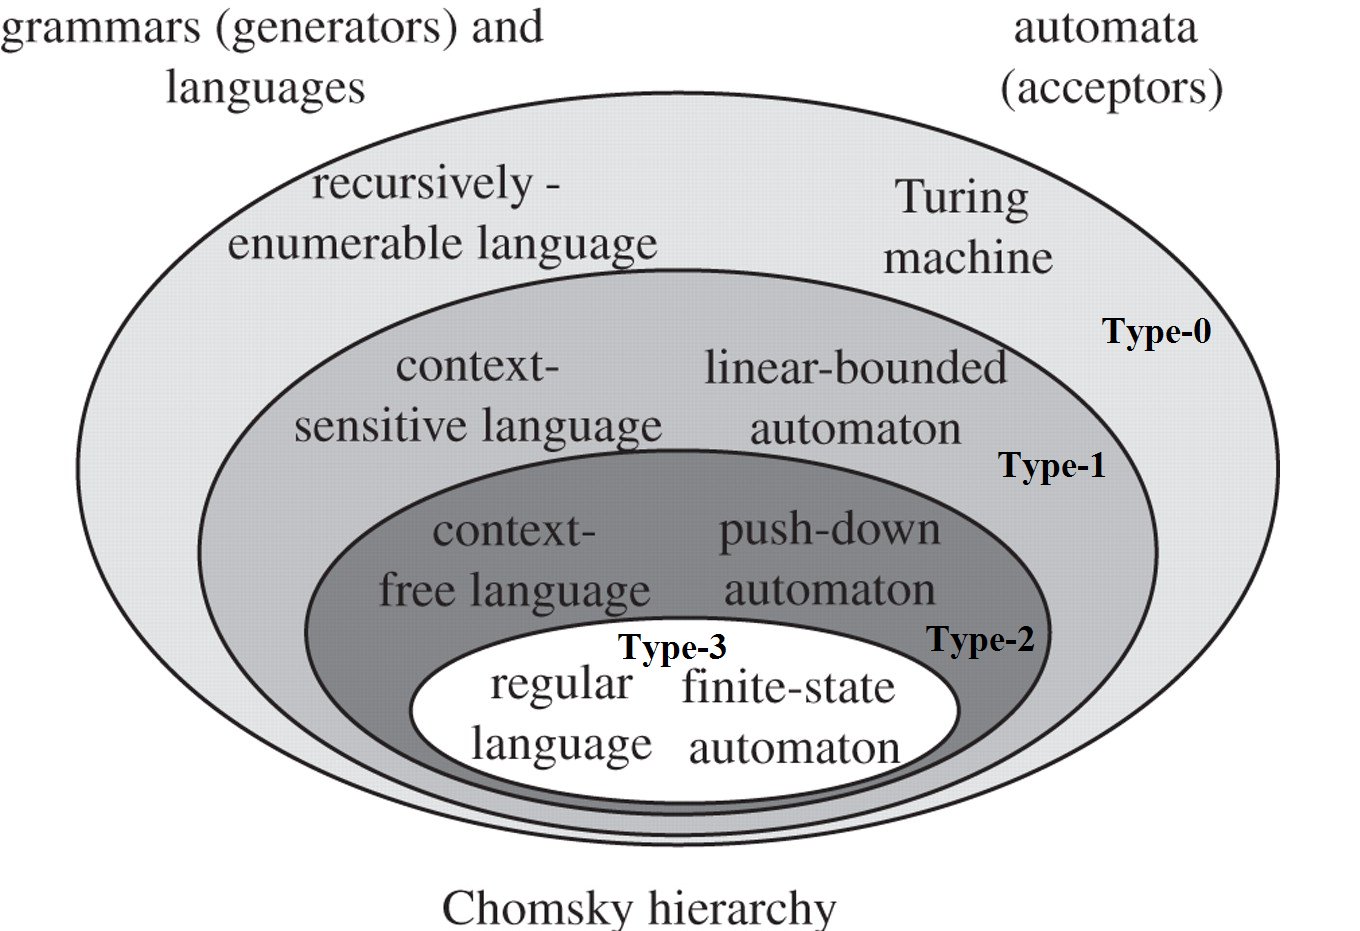 grammars (generators) and
languages
automata
(acceptors)
recursively -
enumerable language
Turing
machine
Type-0
context-
sensitive language
linear-bounded
automaton
Type-1
context-
free language
push-down
automaton
Type-2
Type-3
regular
language
finite-state
automaton
Chomsky hierarchy